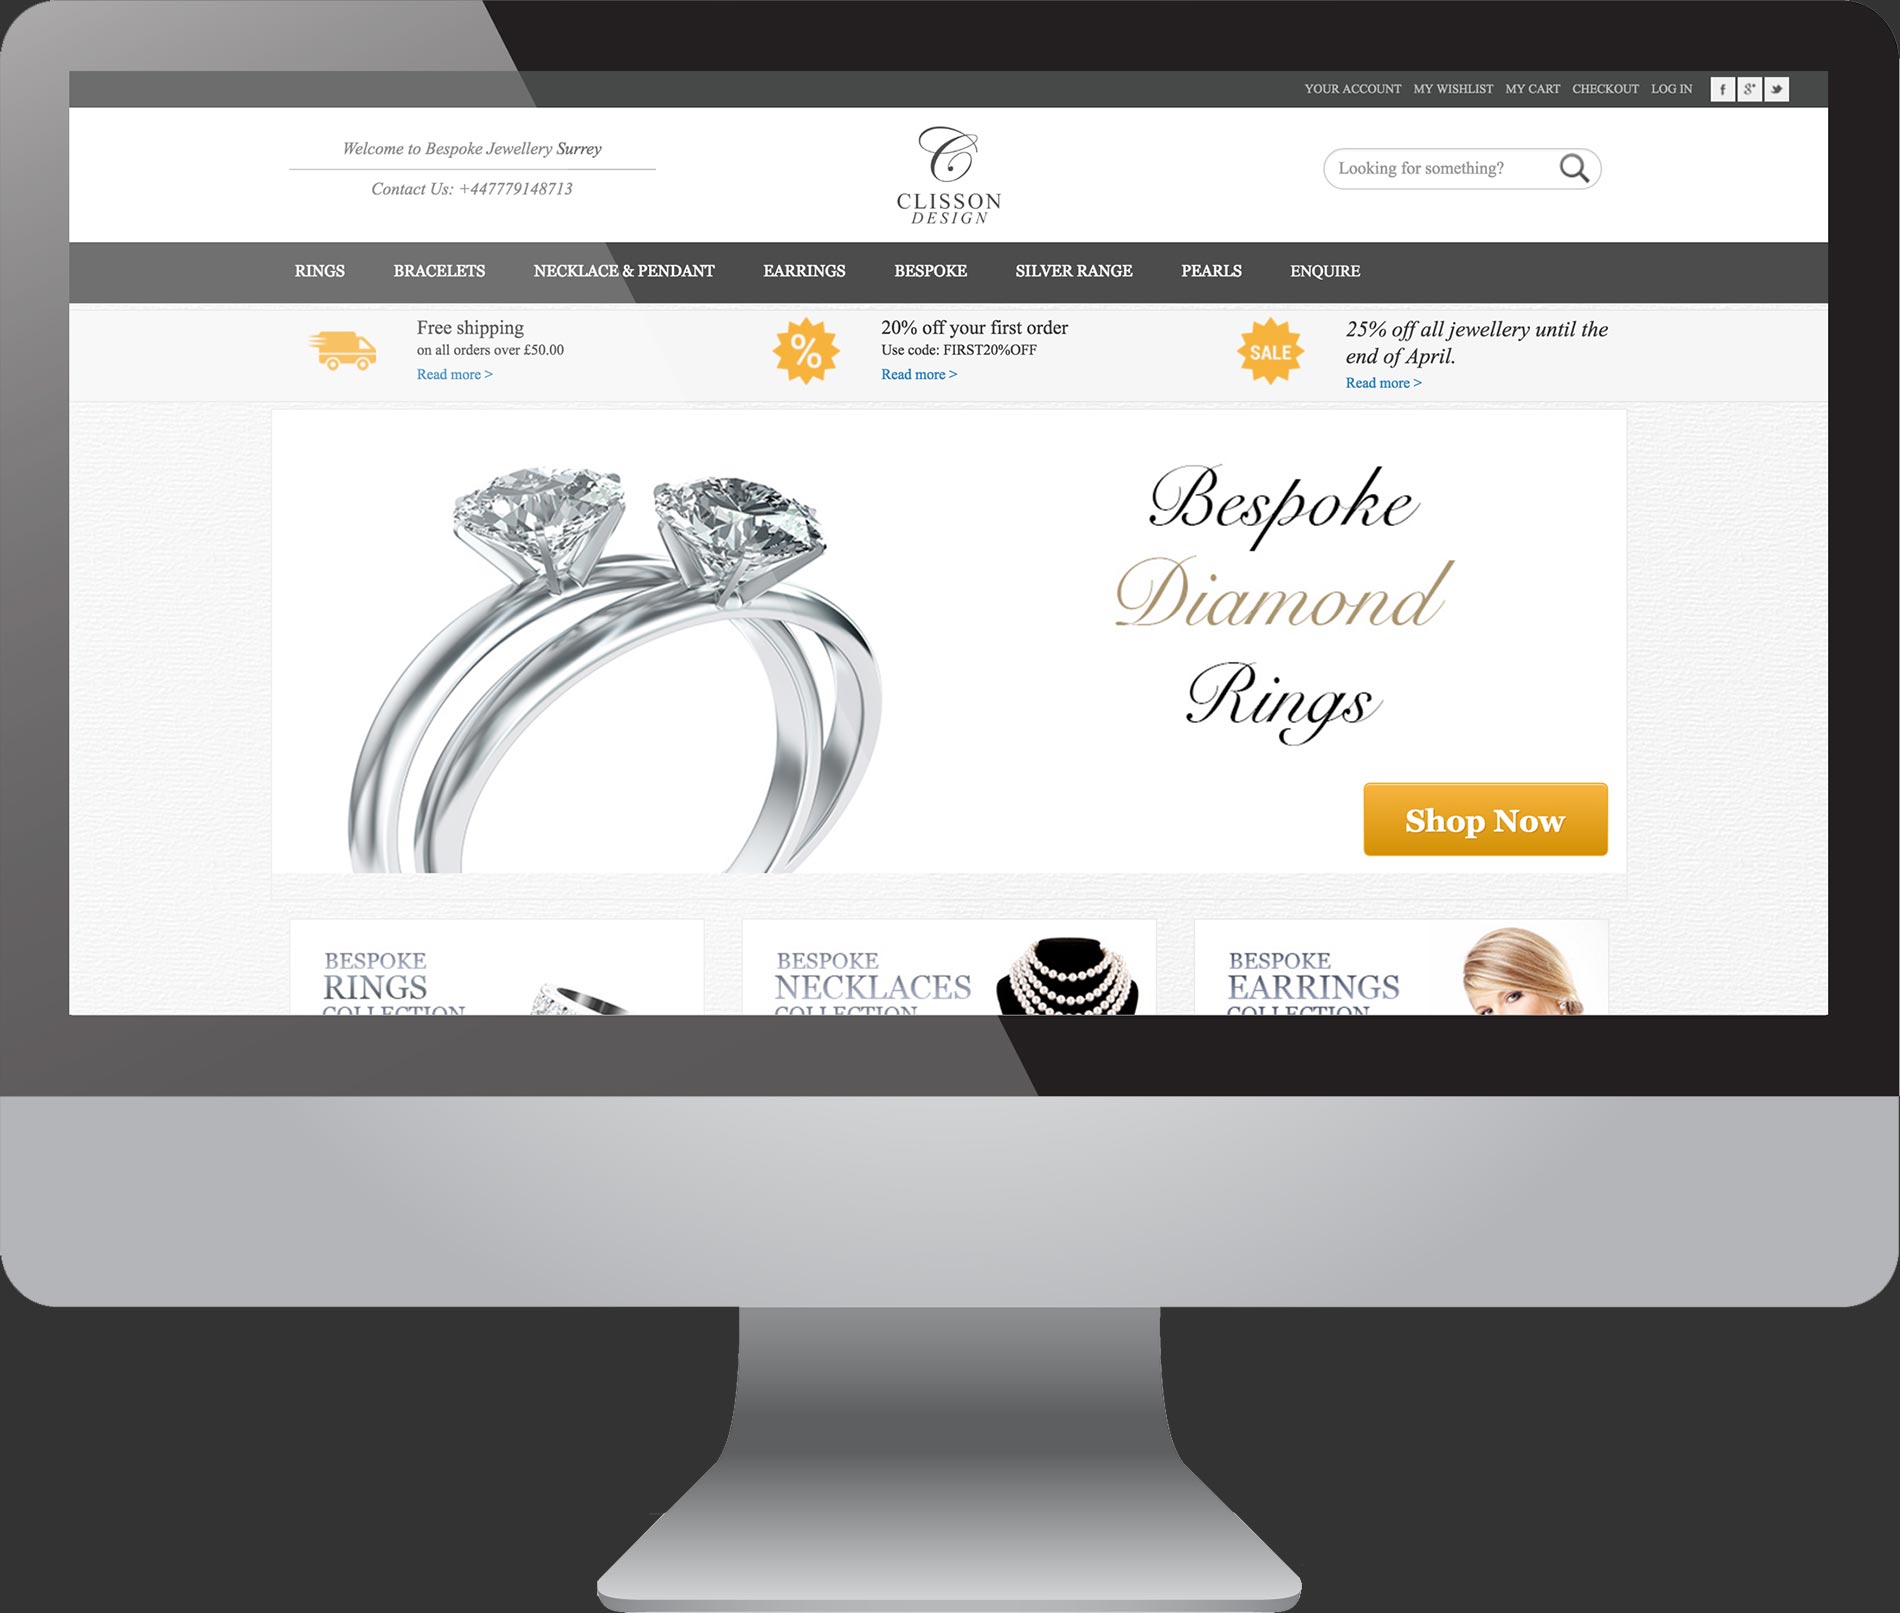 YOUR ACCOUNT MY WISHLIST MY CART CHECKOUT LOG IN f g+
Welcome to Bespoke Jewellery Surrey
Contact Us: +447779148713
C
CLISSON
DESIGN
Looking for something?
RINGS BRACELETS NECKLACE & PENDANT EARRINGS BESPOKE SILVER RANGE PEARLS ENQUIRE
Free shipping
on all orders over £50.00
Read more >
%
20% off your first order
Use code: FIRST20%OFF
Read more >
SALE
25% off all jewellery until the
end of April.
Read more >
Bespoke
Diamond
Rings
Shop Now
BESPOKE
RINGS
COLLECTION
BESPOKE
NECKLACES
COLLECTION
BESPOKE
EARRINGS
COLLECTION